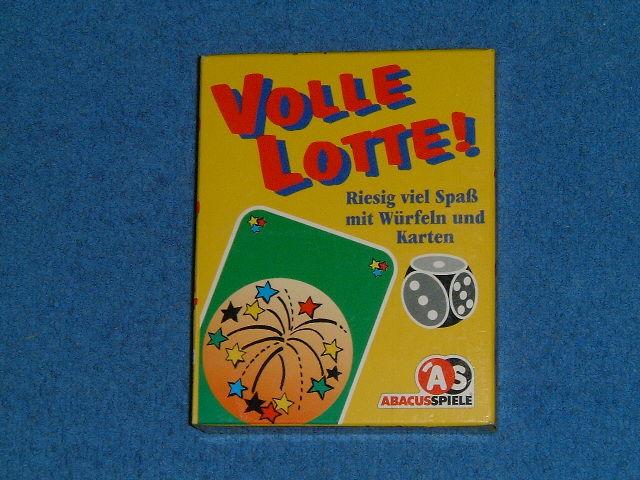 VOLLE
LOTTE!
Riesig viel Spaß
mit Würfeln und
Karten
AS
ABACUSSPIELE